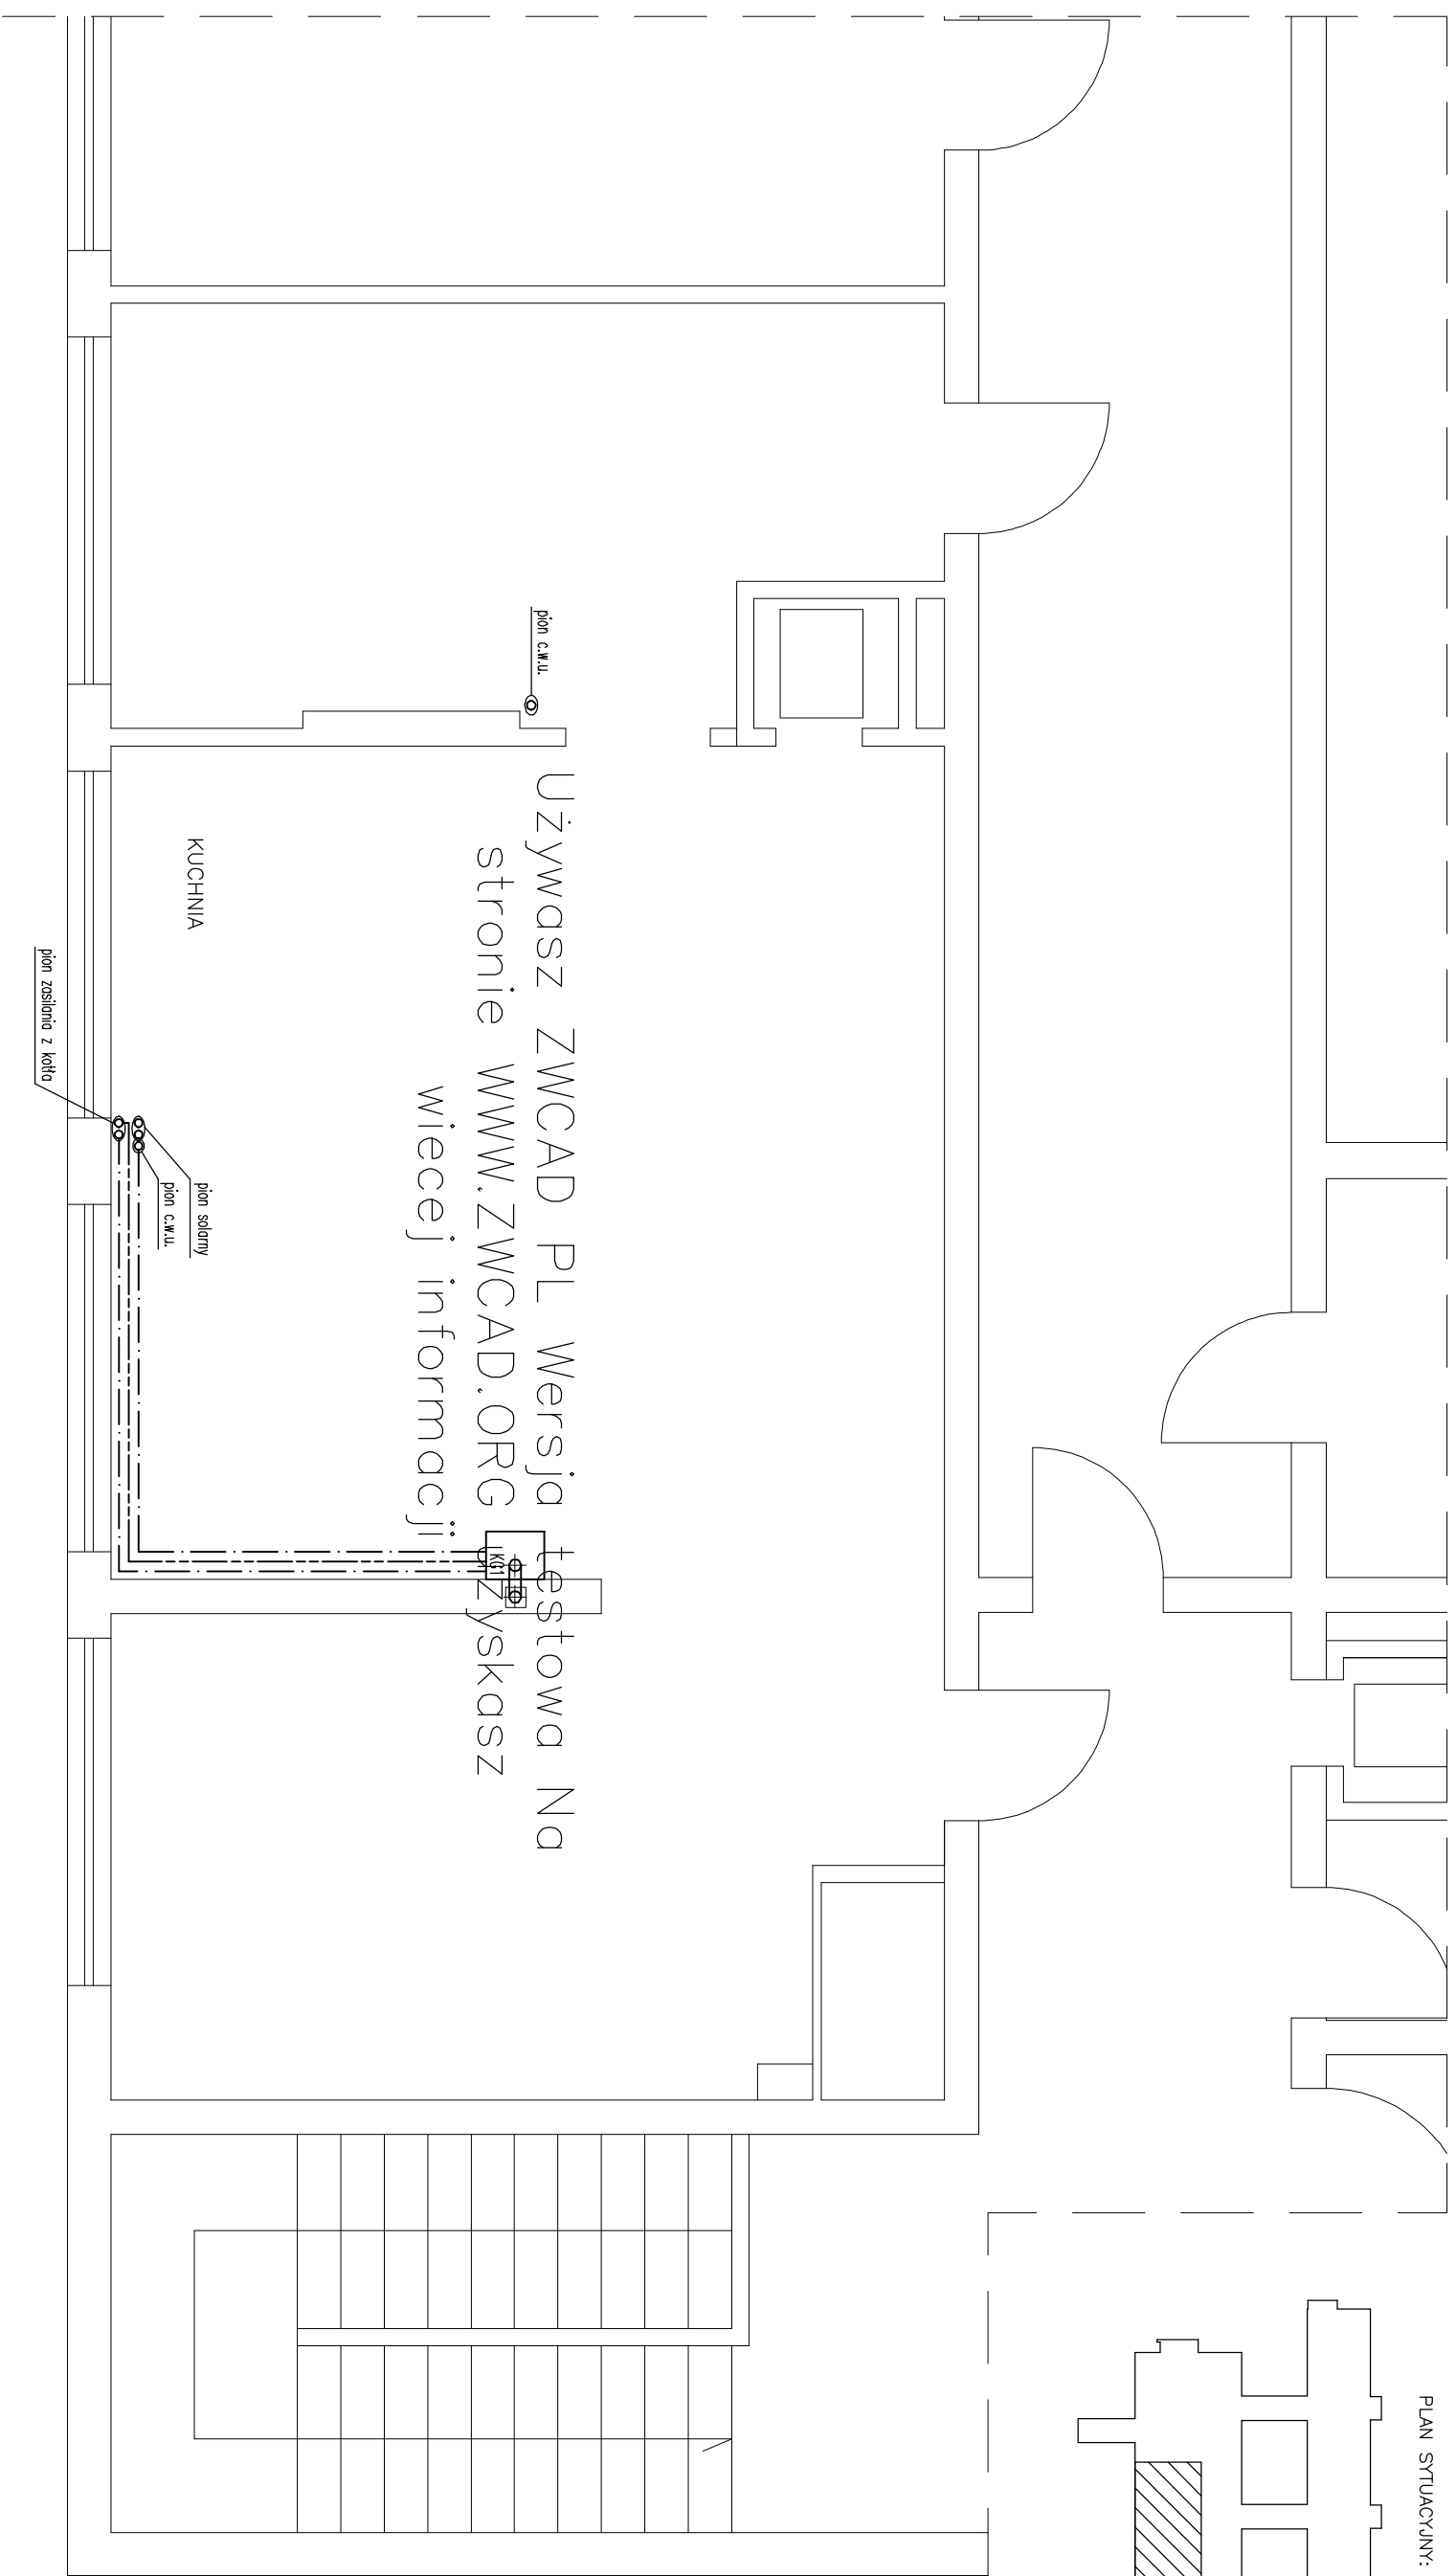 PLAN SYTUACYJNY:
pion c.w.u.
Używasz ZWCAD PL Wersja testowa Na
stronie WWW.ZWCAD.ORG uzyskasz
wiecej informacji
KG1
KUCHNIA
pion solarny
pion c.w.u.
pion zasilania z kotła